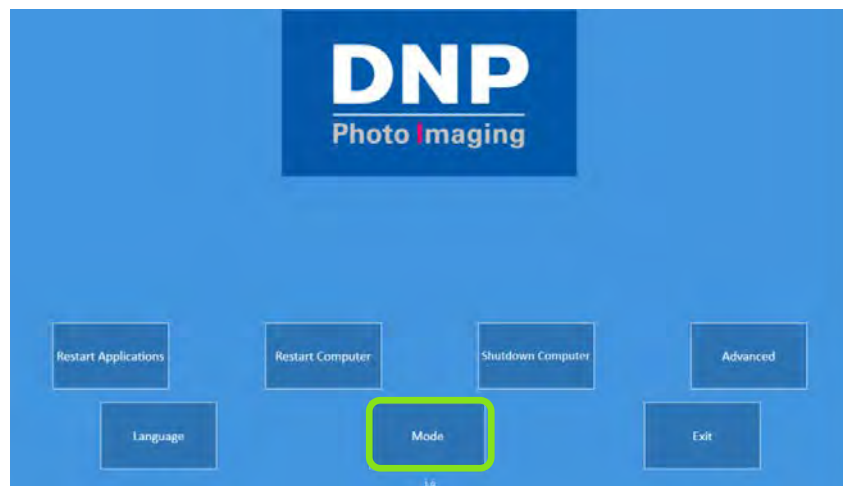 DNP
Photo Imaging
Restart Applications
Restart Computer
Shutdown Computer
Advanced
Language
Mode
Exit